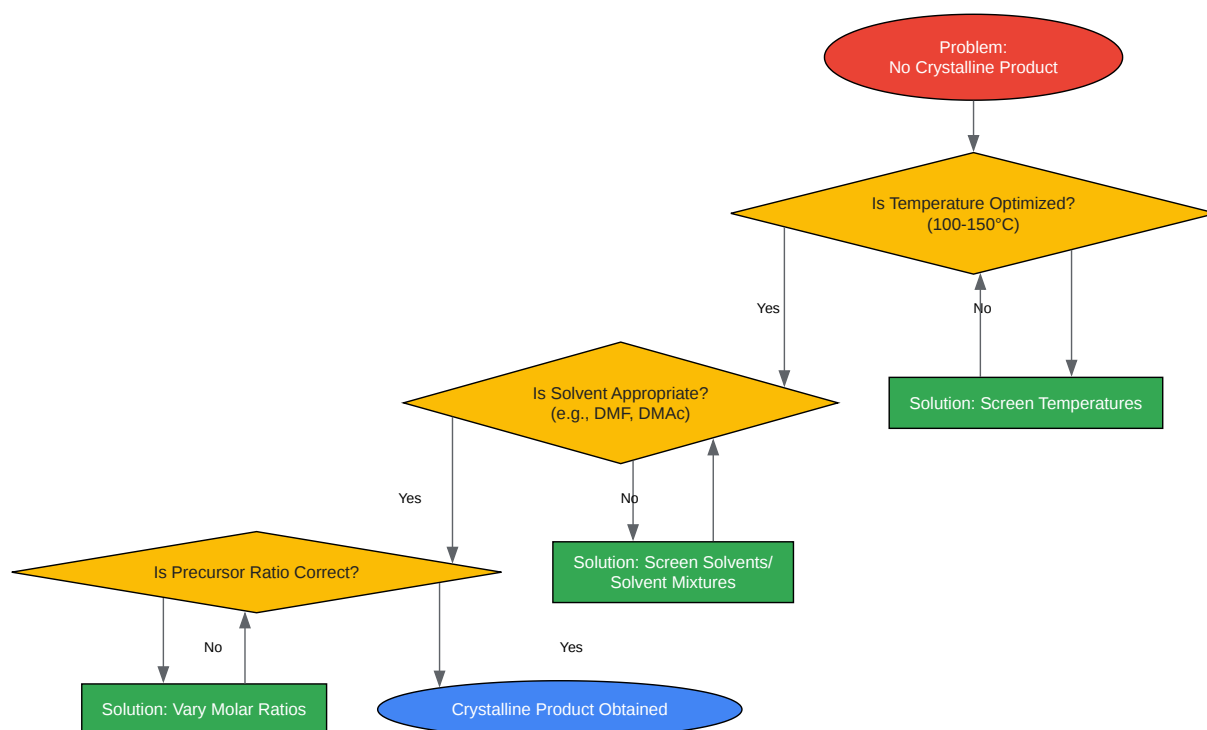 Problem:
No Crystalline Product
Is Temperature Optimized?
(100-150°C)
Yes
No
Is Solvent Appropriate?
(e.g., DMF, DMAc)
Solution: Screen Temperatures
Yes
No
Is Precursor Ratio Correct?
Solution: Screen Solvents/
Solvent Mixtures
No
Yes
Solution: Vary Molar Ratios
Crystalline Product Obtained